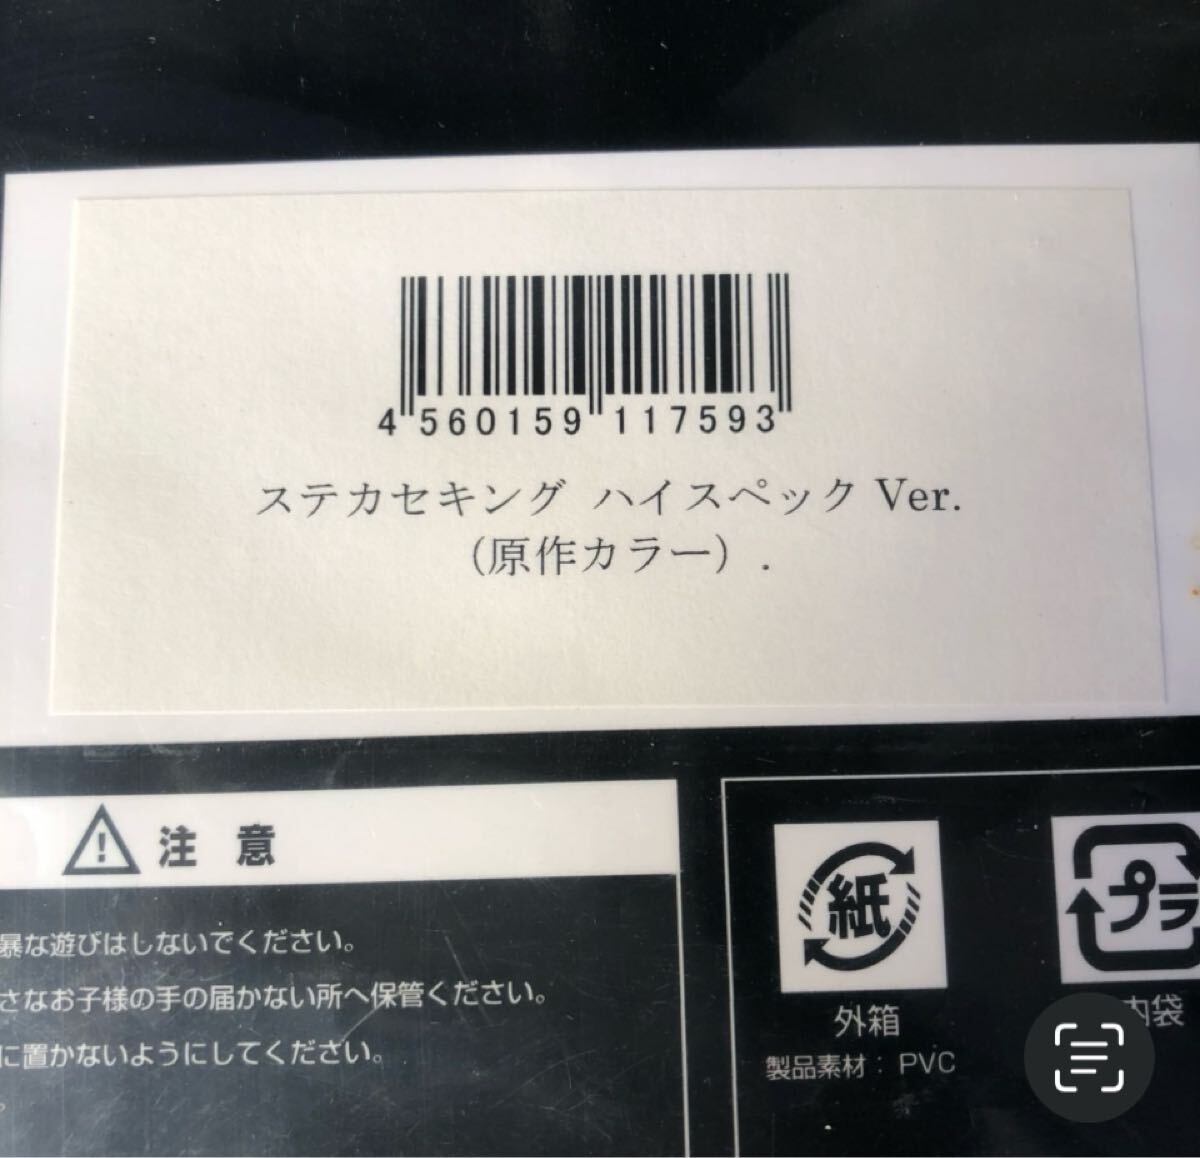 4 560159 117593
ステカセキング ハイスペック Ver.
（原作カラー）.
注 意
暴な遊びはしないでください。
さなお子様の手の届かない所へ保管ください。
に置かないようにしてください。
。
紙
外箱
製品素材：PVC
プラ
内袋